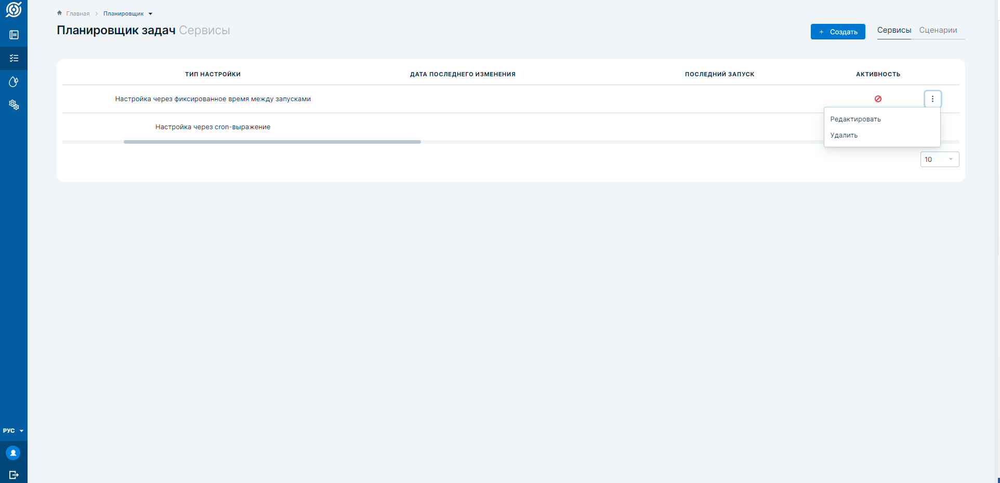 Главная
Планировщик
Планировщик задач Сервисы
+ Создать
Сервисы
Сценарии
ТИП НАСТРОЙКИ
ДАТА ПОСЛЕДНЕГО ИЗМЕНЕНИЯ
ПОСЛЕДНИЙ ЗАПУСК
АКТИВНОСТЬ
Настройка через фиксированное время между запусками
Редактировать
Настройка через cron-выражение
Удалить
10
РУС